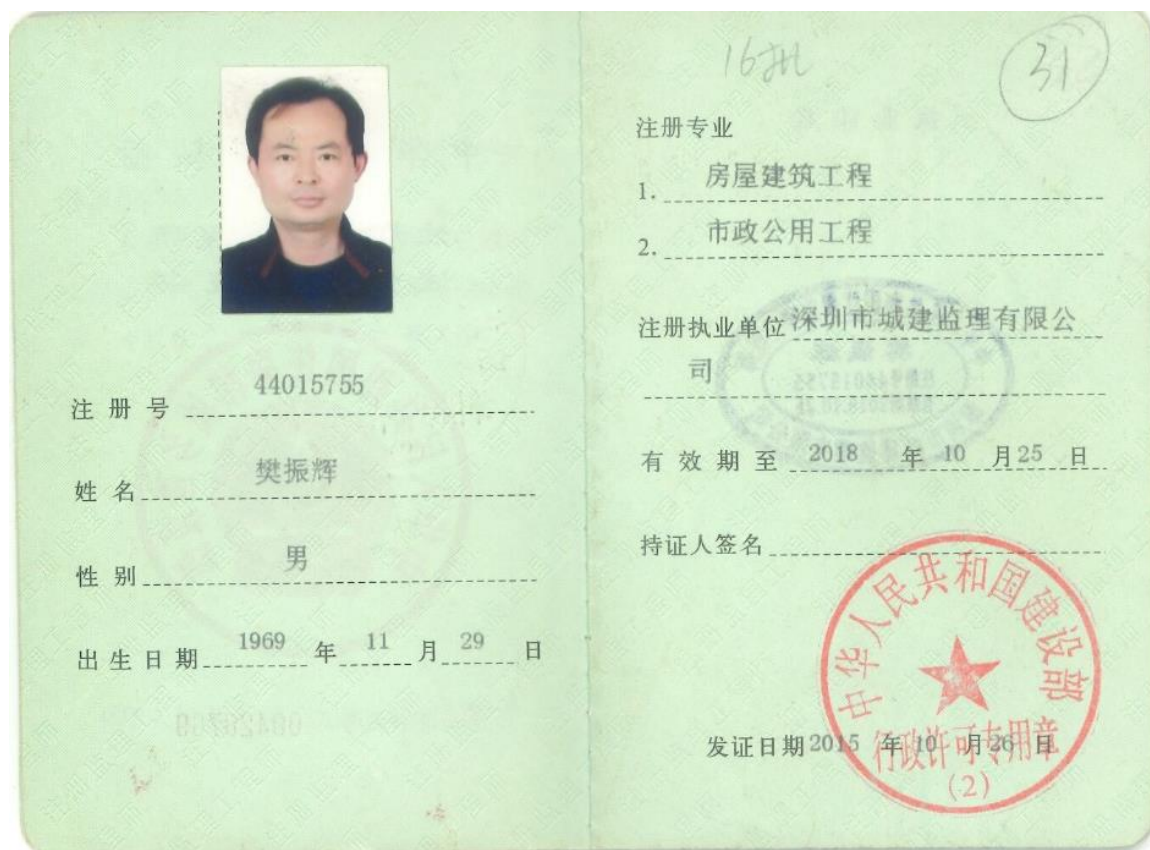 注册号 44015755
姓名 樊振辉
性别 男
出生日期 1969 年 11 月 29 日
16批
31
注册专业
1. 房屋建筑工程
2. 市政公用工程
注册执业单位 深圳市城建监理有限公
司
有效期至 2018 年 10 月 25 日
持证人签名
中华人民共和国建设部
行政许可专用章
(2)
发证日期 2015 年 10 月 26 日